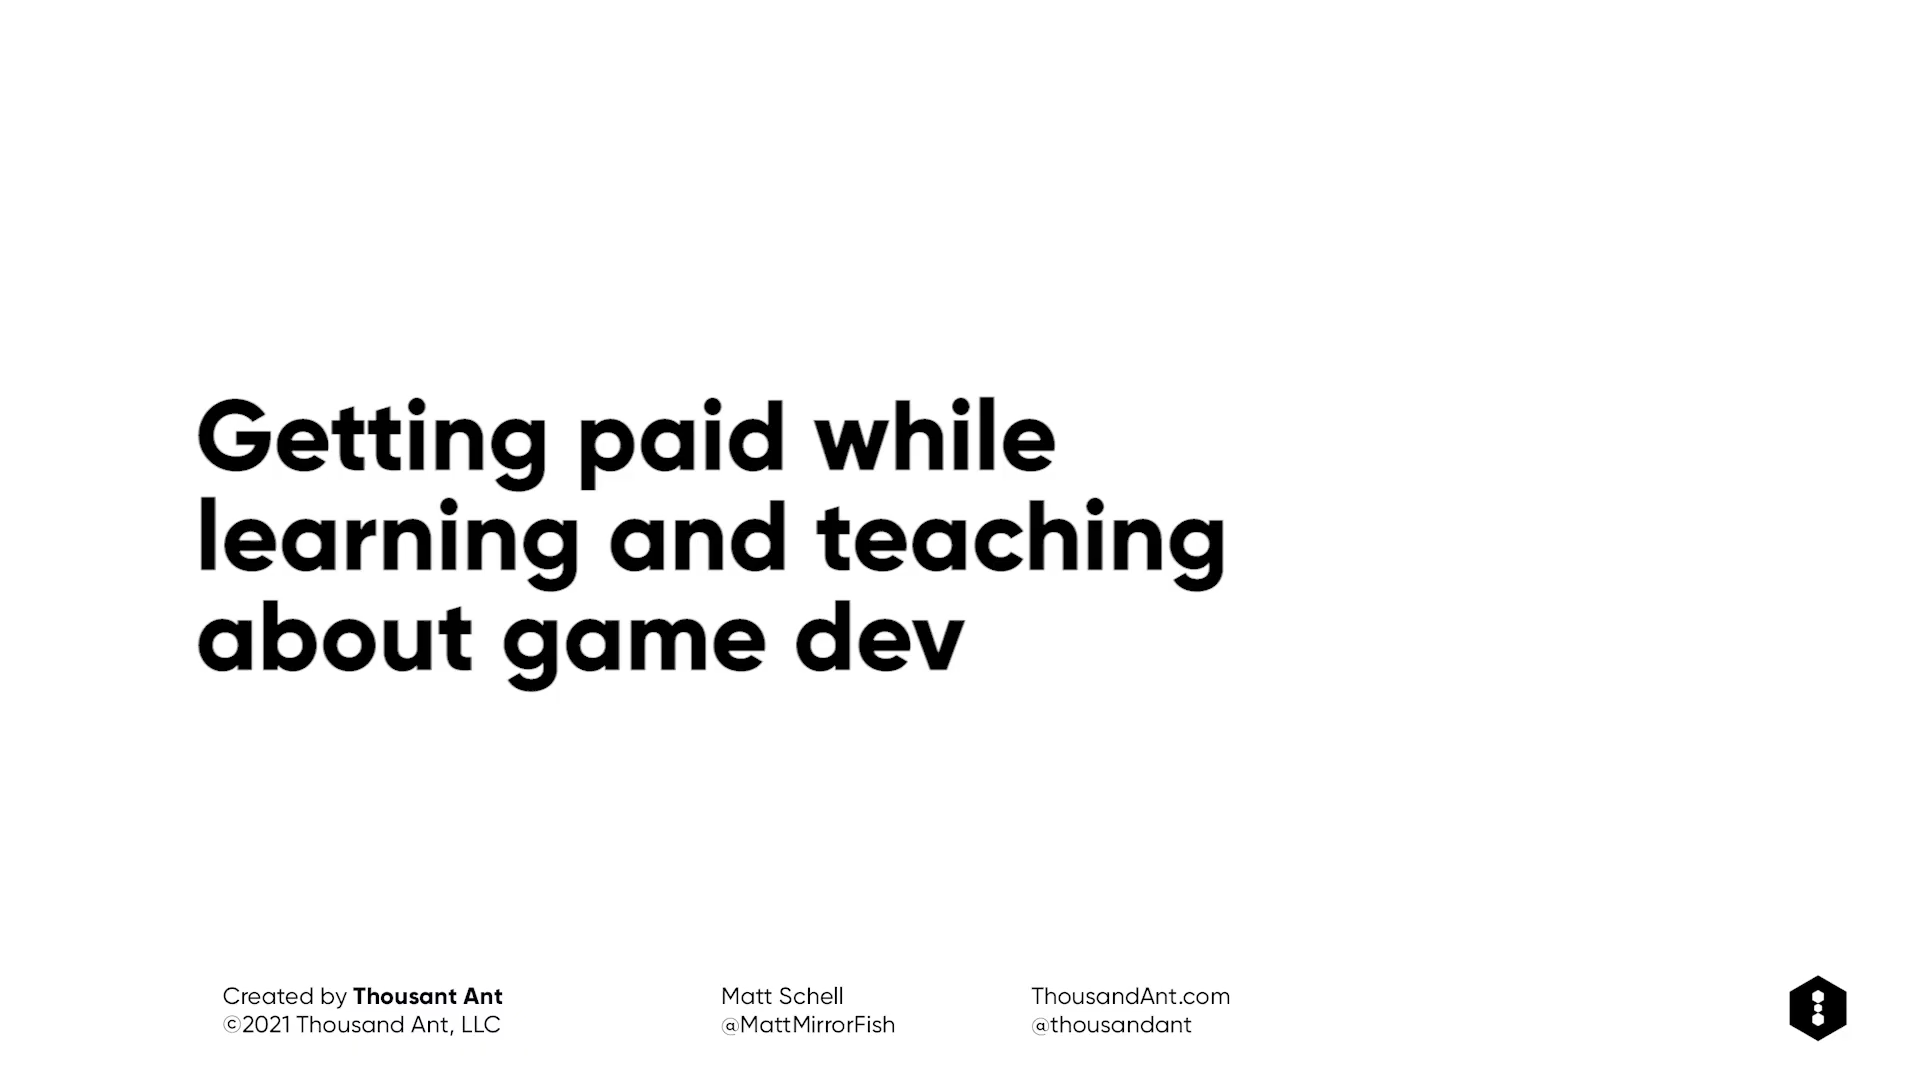 Getting paid while
learning and teaching
about game dev
Created by Thousant Ant
©2021 Thousand Ant, LLC
Matt Schell
@MattMirrorFish
ThousandAnt.com
@thousandant